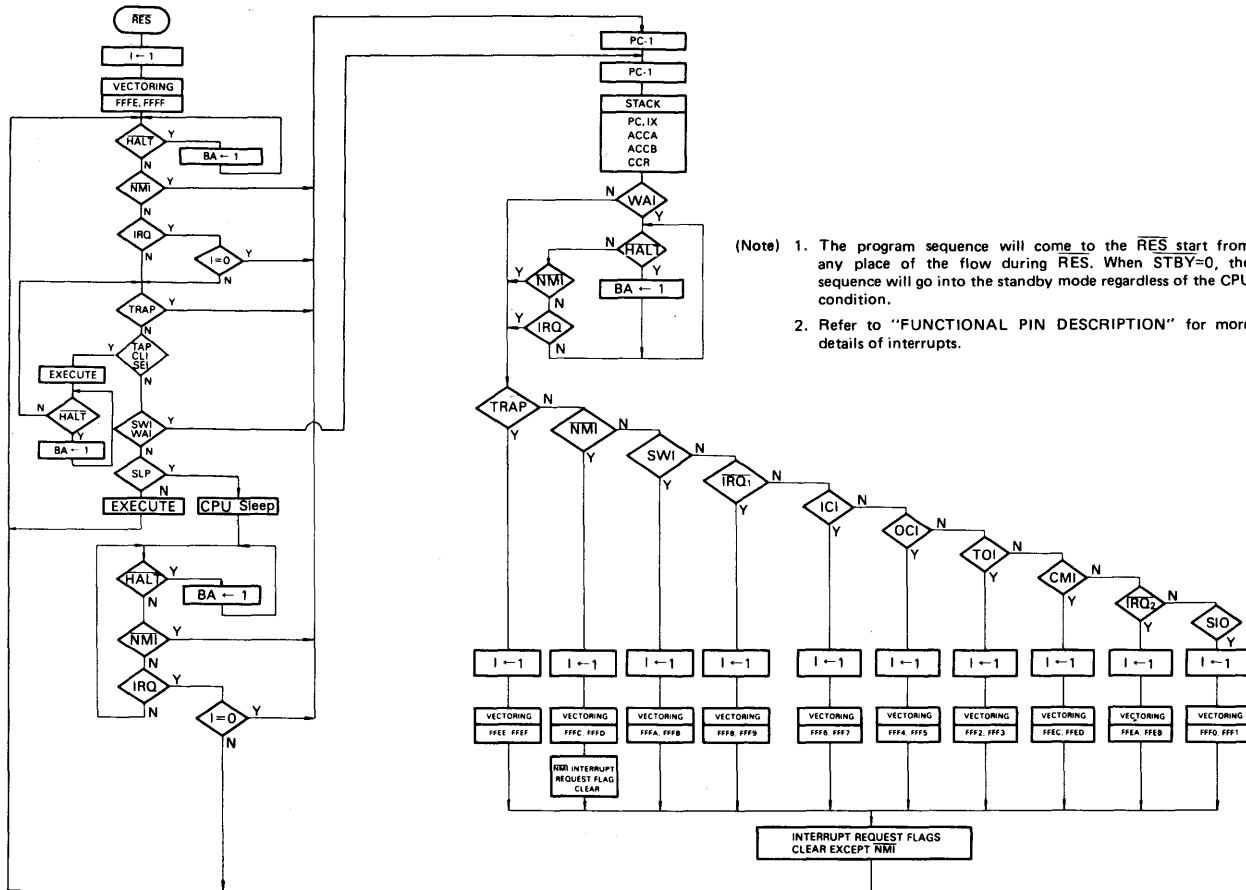 RES
I ← 1
VECTORING
FFFE, FFFF
HALT
Y
N
BA ← 1
NMI
Y
N
IRQ
Y
N
I=0
Y
N
TRAP
Y
N
TAP
CLI
SEI
Y
N
EXECUTE
HALT
N
Y
BA ← 1
SWI
WAI
Y
N
SLP
Y
N
EXECUTE
CPU Sleep
HALT
Y
N
BA ← 1
NMI
Y
N
IRQ
Y
N
I=0
Y
N
PC-1
PC-1
STACK
PC, IX
ACCA
ACCB
CCR
WAI
N
Y
HALT
N
Y
BA ← 1
NMI
Y
N
IRQ
Y
N
(Note) 1. The program sequence will come to the RES start from
any place of the flow during RES. When STBY=0, the
sequence will go into the standby mode regardless of the CPU
condition.
2. Refer to "FUNCTIONAL PIN DESCRIPTION" for more
details of interrupts.
TRAP
N
Y
NMI
N
Y
SWI
N
Y
IRQ1
N
Y
ICI
N
Y
OCI
N
Y
TOI
N
Y
CMI
N
Y
IRQ2
N
Y
SIO
Y
I ←1
I ←1
I ←1
I ←1
I ←1
I ←1
I ←1
I ←1
I ←1
I ←1
VECTORING
FFEE, FFEF
VECTORING
FFFC, FFFD
VECTORING
FFFA, FFFB
VECTORING
FFF8, FFF9
VECTORING
FFF6, FFF7
VECTORING
FFF4, FFF5
VECTORING
FFF2, FFF3
VECTORING
FFEC, FFED
VECTORING
FFEA, FFEB
VECTORING
FFF0, FFF1
NMI INTERRUPT
REQUEST FLAG
CLEAR
INTERRUPT REQUEST FLAGS
CLEAR EXCEPT NMI